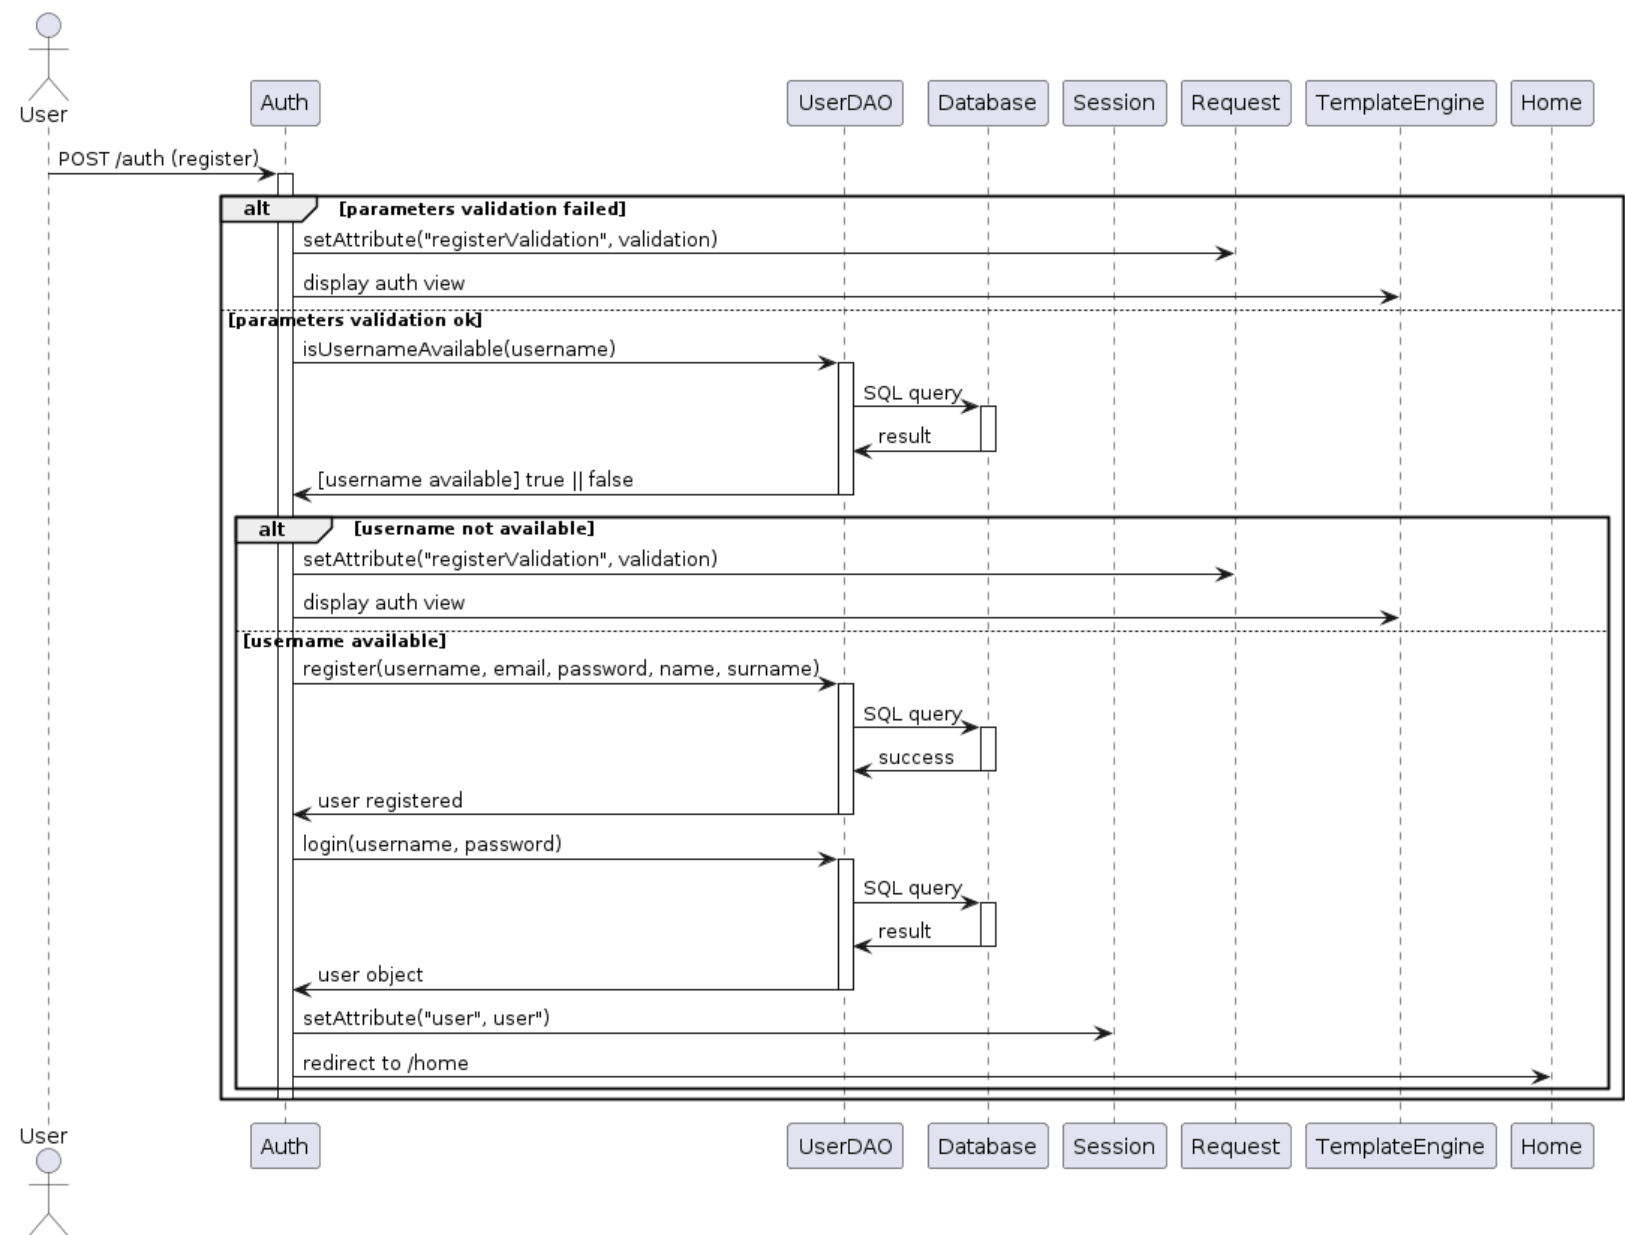 User
Auth
UserDAO
Database
Session
Request
TemplateEngine
Home
POST /auth (register)
alt
[parameters validation failed]
setAttribute("registerValidation", validation)
display auth view
[parameters validation ok]
isUsernameAvailable(username)
SQL query
result
[username available] true || false
alt
[username not available]
setAttribute("registerValidation", validation)
display auth view
[username available]
register(username, email, password, name, surname)
SQL query
success
user registered
login(username, password)
SQL query
result
user object
setAttribute("user", user")
redirect to /home
User
Auth
UserDAO
Database
Session
Request
TemplateEngine
Home